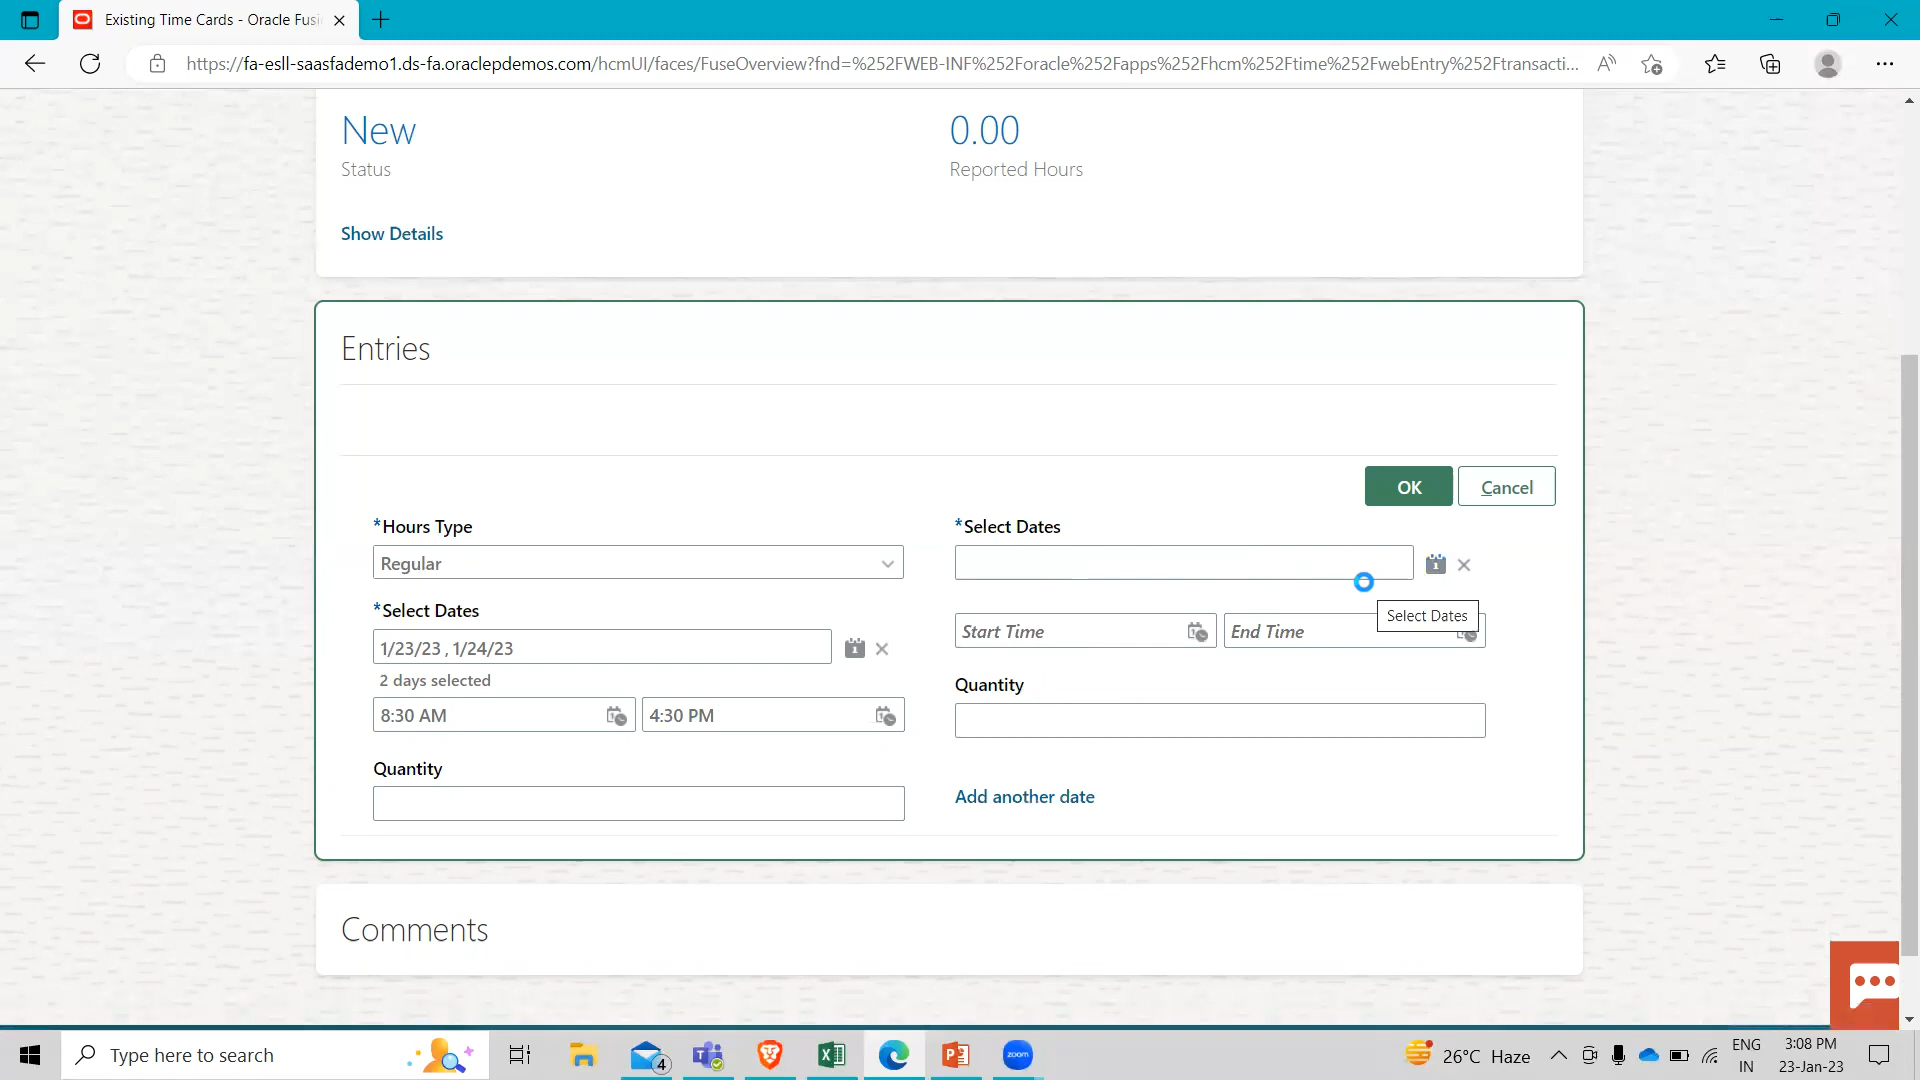 Existing Time Cards - Oracle Fusi
https://fa-esll-saasfademo1.ds-fa.oraclepdemos.com/hcmUI/faces/FuseOverview?fnd=%252FWEB-INF%252Foracle%252Fapps%252Fhcm%252Ftime%252FwebEntry%252Ftransacti...
New
Status
0.00
Reported Hours
Show Details
Entries
OK
Cancel
*Hours Type
Regular
*Select Dates
1/23/23 , 1/24/23
2 days selected
8:30 AM
4:30 PM
Quantity
*Select Dates
Select Dates
Start Time
End Time
Quantity
Add another date
Comments
Type here to search
4
zoom
26°C Haze
ENG
IN
3:08 PM
23-Jan-23